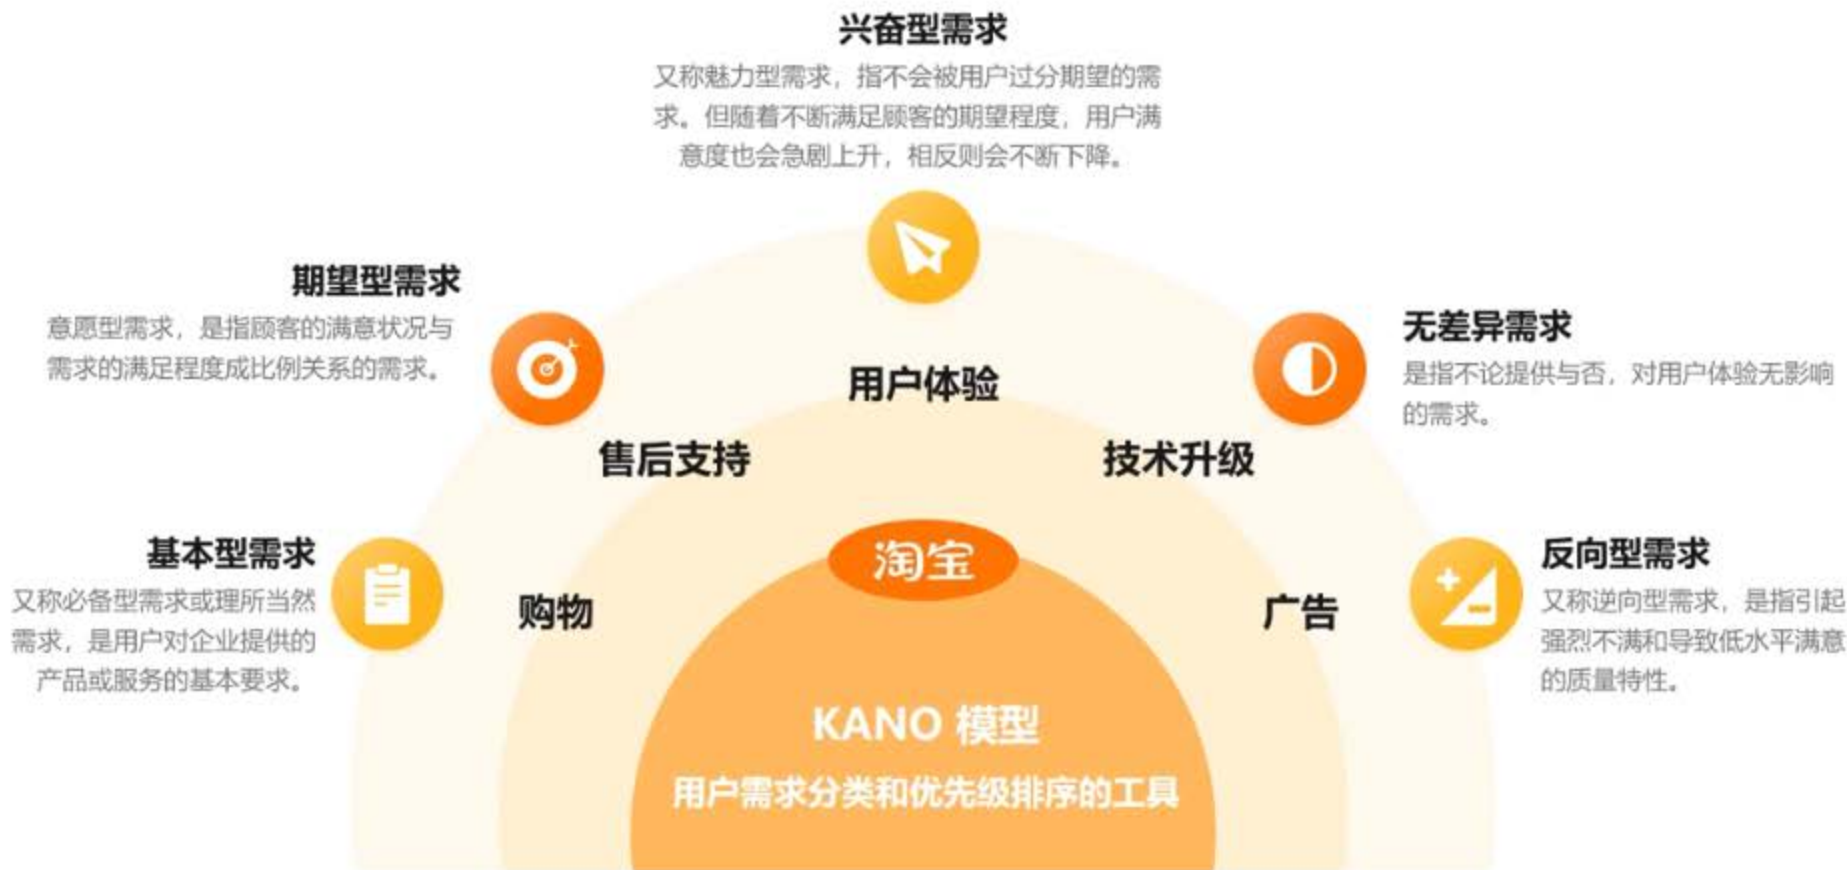 兴奋型需求
又称魅力型需求，指不会被用户过分期望的需
求。但随着不断满足顾客的期望程度，用户满
意度也会急剧上升，相反则会不断下降。
期望型需求
意愿型需求，是指顾客的满意状况与
需求的满足程度成比例关系的需求。
无差异需求
是指不论提供与否，对用户体验无影响
的需求。
用户体验
售后支持
技术升级
基本型需求
又称必备型需求或理所当然
需求，是用户对企业提供的
产品或服务的基本要求。
购物
淘宝
广告
反向型需求
又称逆向型需求，是指引起
强烈不满和导致低水平满意
的质量特性。
KANO 模型
用户需求分类和优先级排序的工具